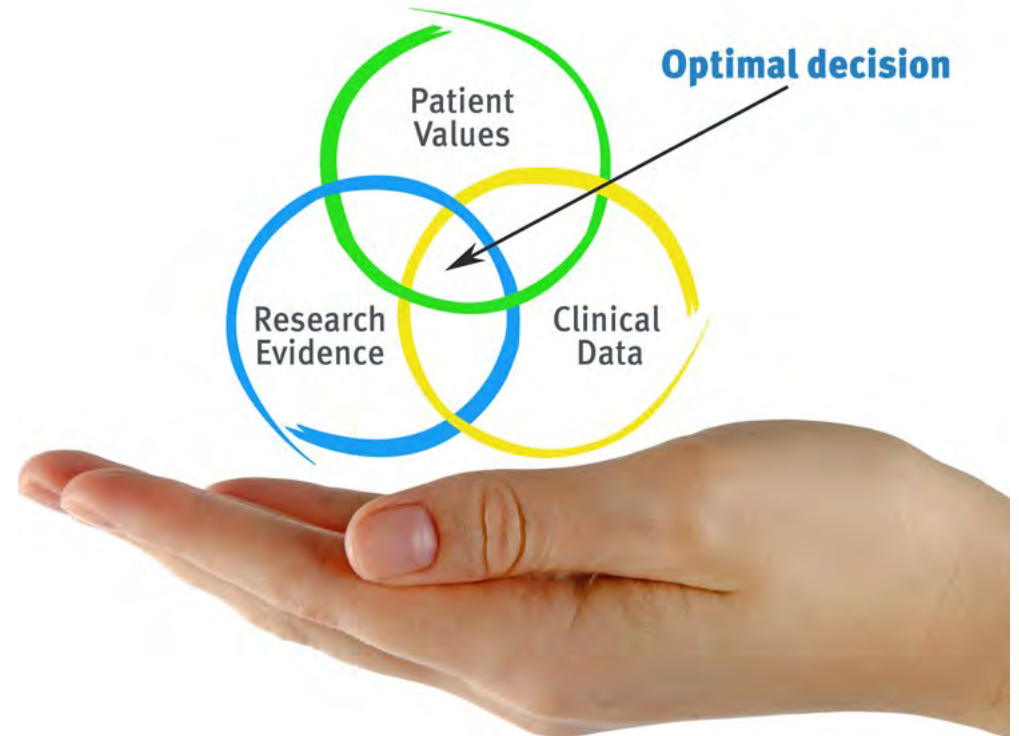 Optimal decision
Patient
Values
Research
Evidence
Clinical
Data